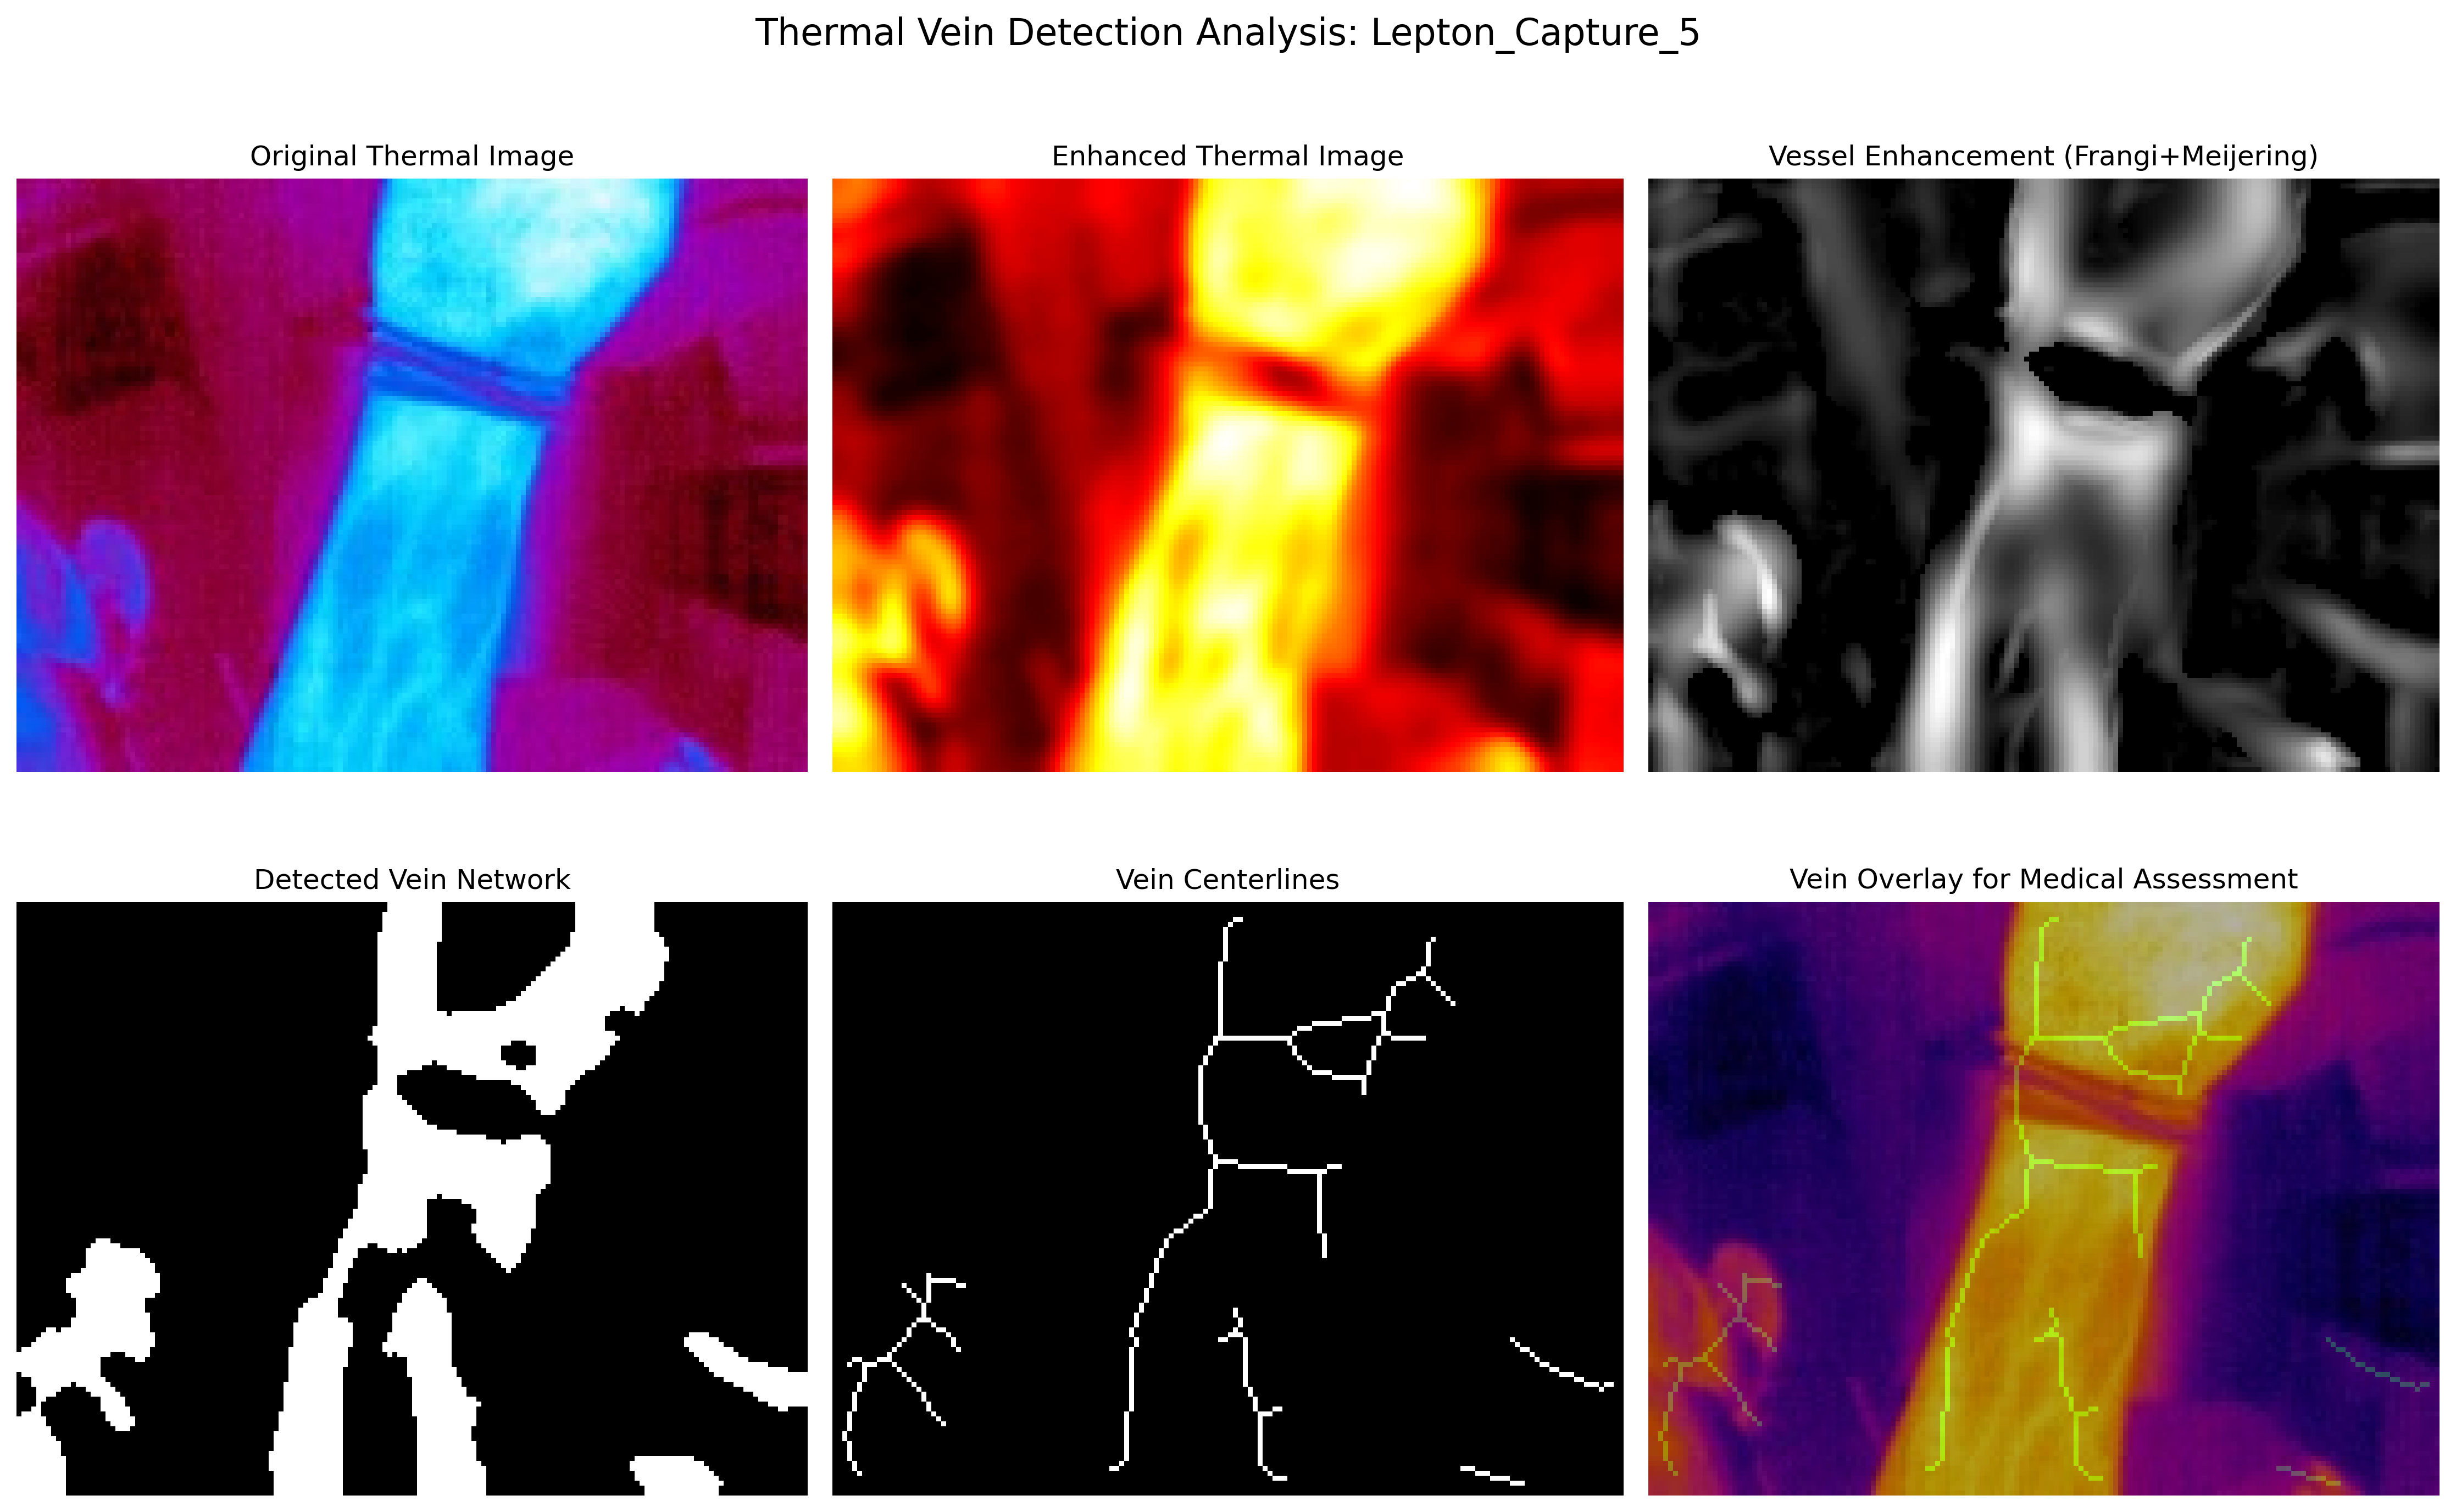 Thermal Vein Detection Analysis: Lepton_Capture_5
Original Thermal Image
Enhanced Thermal Image
Vessel Enhancement (Frangi+Meijering)
Detected Vein Network
Vein Centerlines
Vein Overlay for Medical Assessment